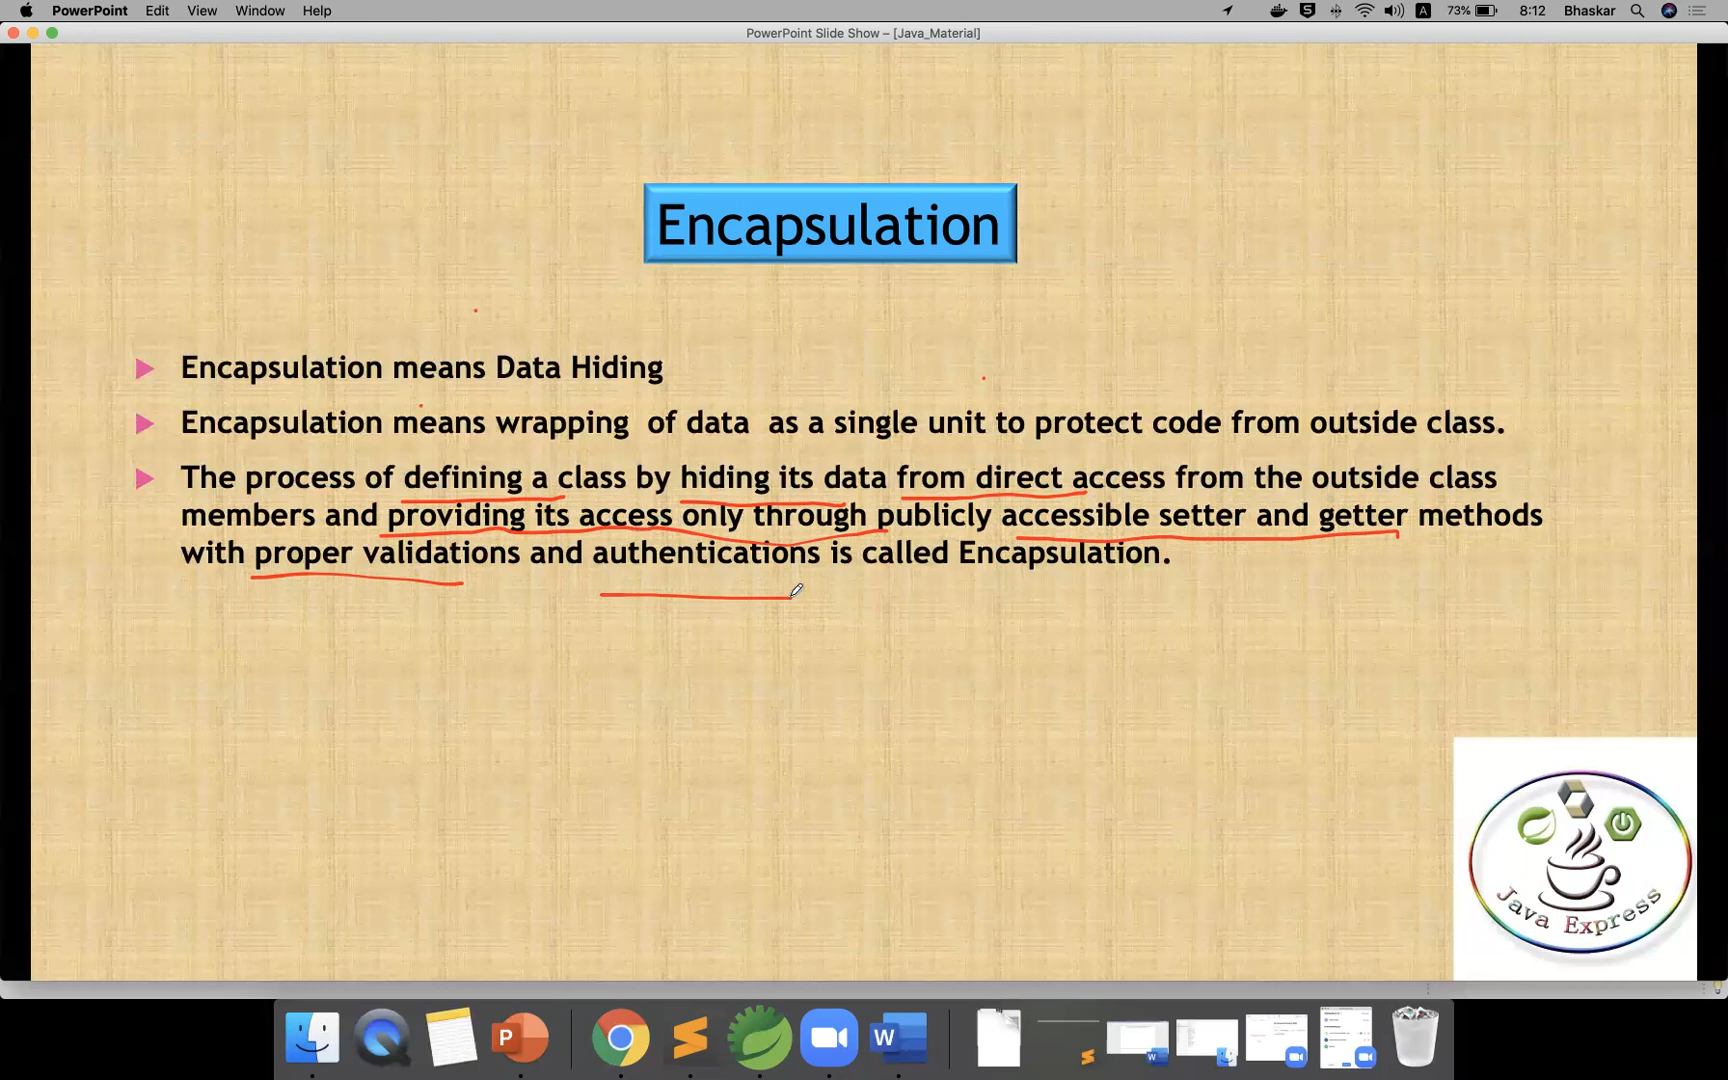 PowerPoint Edit View Window Help 73% 8:12 Bhaskar
PowerPoint Slide Show – [Java_Material]
Encapsulation
Encapsulation means Data Hiding
Encapsulation means wrapping of data as a single unit to protect code from outside class.
The process of defining a class by hiding its data from direct access from the outside class
members and providing its access only through publicly accessible setter and getter methods
with proper validations and authentications is called Encapsulation.
Java Express